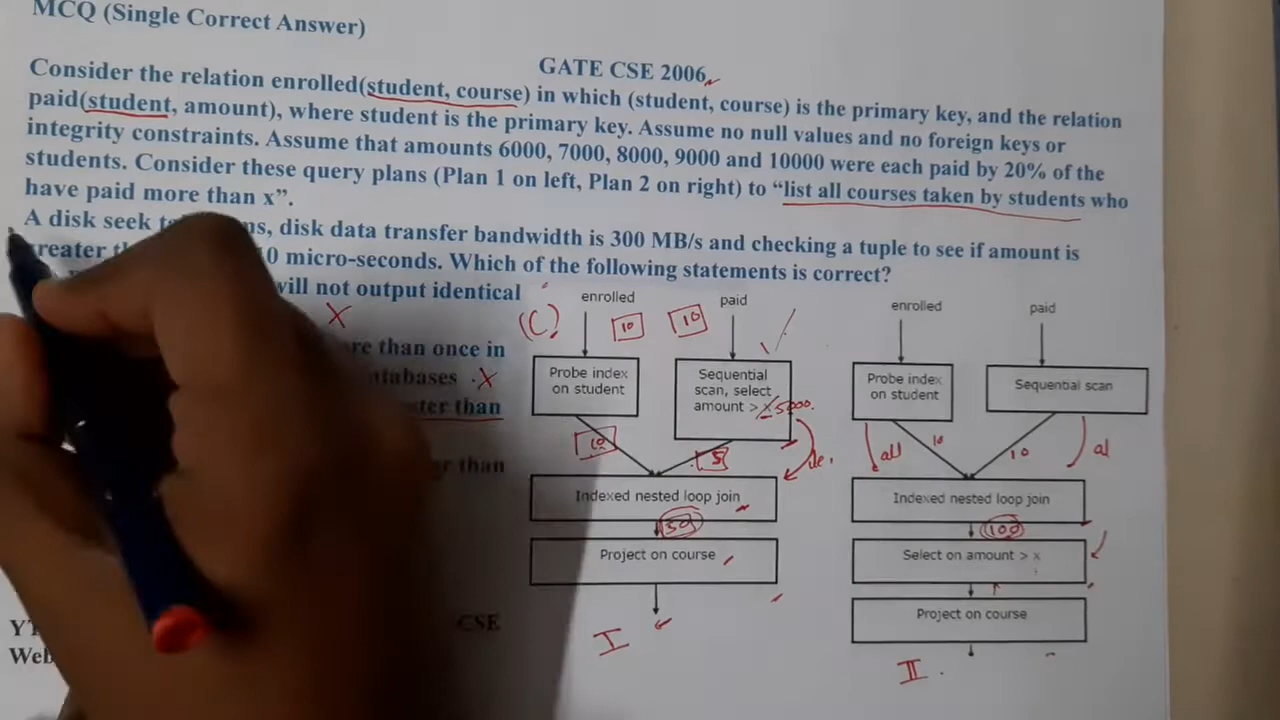 MCQ (Single Correct Answer)
GATE CSE 2006
Consider the relation enrolled(student, course) in which (student, course) is the primary key, and the relation
paid(student, amount), where student is the primary key. Assume no null values and no foreign keys or
integrity constraints. Assume that amounts 6000, 7000, 8000, 9000 and 10000 were each paid by 20% of the
students. Consider these query plans (Plan 1 on left, Plan 2 on right) to “list all courses taken by students who
have paid more than x”.
A disk seek ms, disk data transfer bandwidth is 300 MB/s and checking a tuple to see if amount is
greater 0 micro-seconds. Which of the following statements is correct?
will not output identical
X
more than once in
databases X
than
than
CSE
(C)
enrolled
10
10
paid
Probe index
on student
Sequential
scan, select
amount > x 5000.
10
5
Indexed nested loop join
50
Project on course
I
enrolled
paid
Probe index
on student
Sequential scan
all
10
10
al
Indexed nested loop join
100
Select on amount > x
Project on course
II